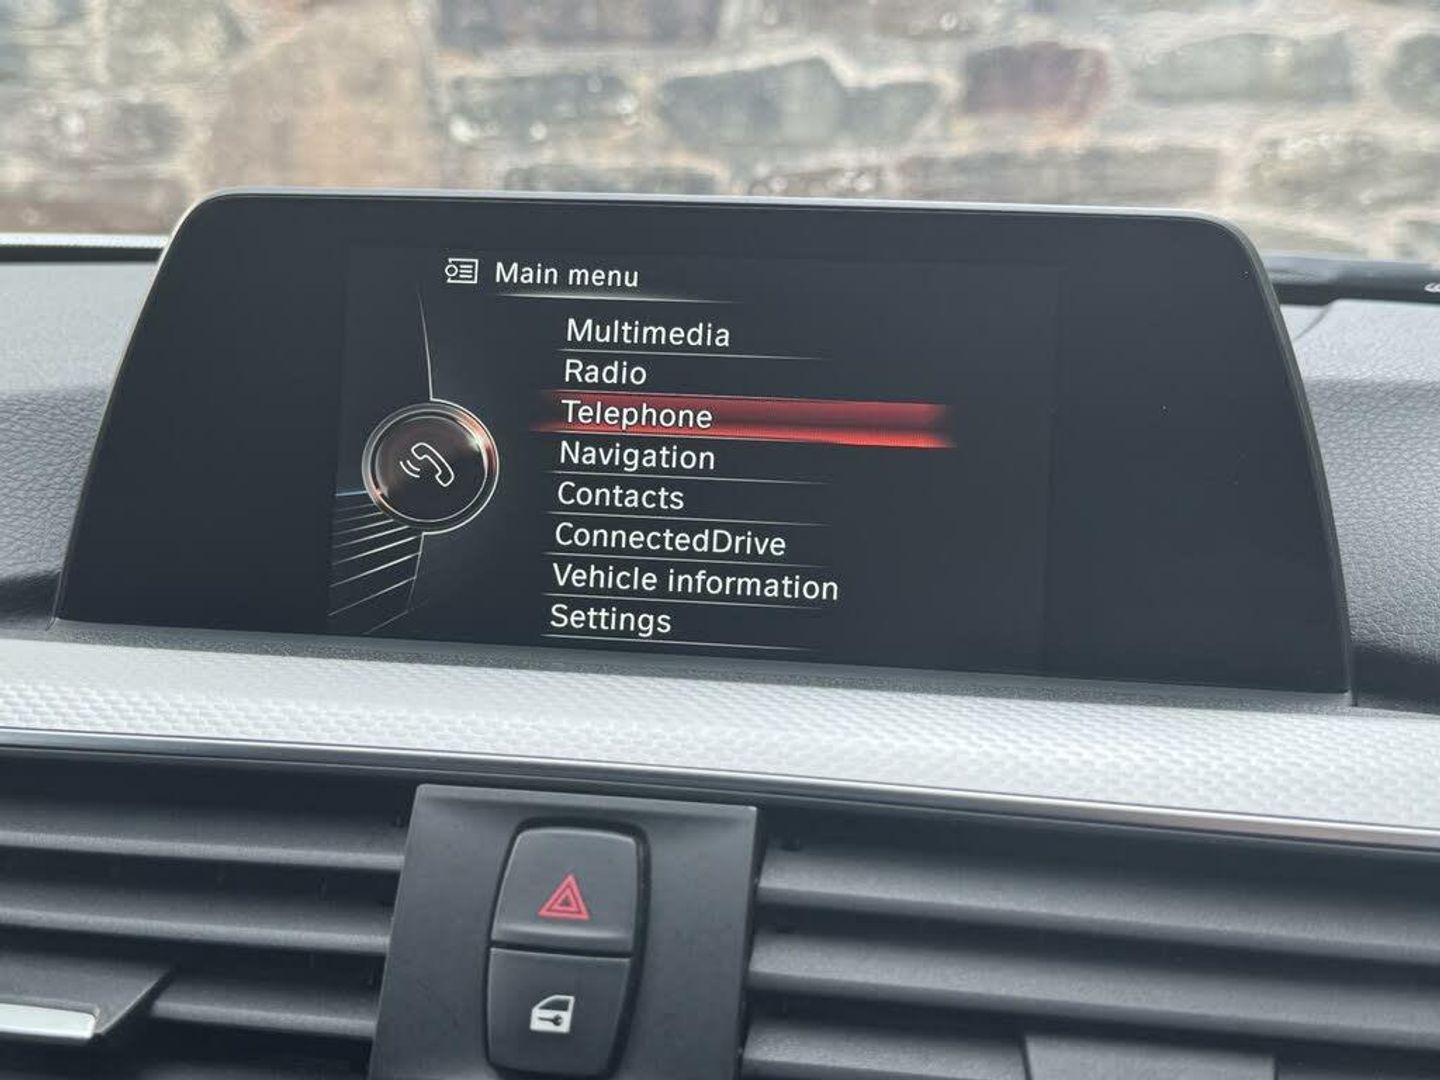 Main menu
Multimedia
Radio
Telephone
Navigation
Contacts
ConnectedDrive
Vehicle information
Settings